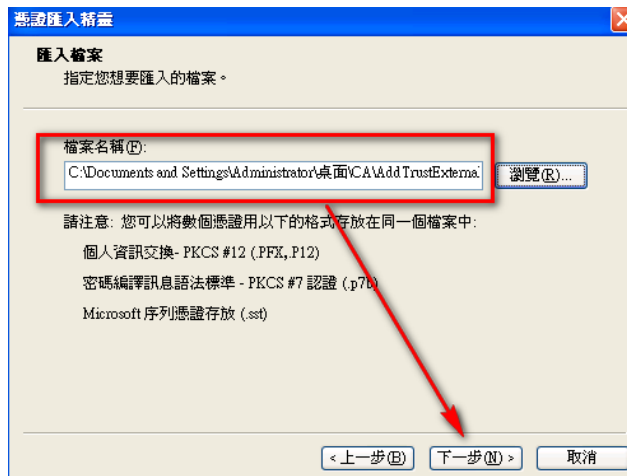 憑證匯入精靈
匯入檔案
指定您想要匯入的檔案。
檔案名稱(F):
C:\Documents and Settings\Administrator\桌面\CA\AddTrustExterna
瀏覽(R)...
請注意: 您可以將數個憑證用以下的格式存放在同一個檔案中:
個人資訊交換- PKCS #12 (.PFX,.P12)
密碼編譯訊息語法標準 - PKCS #7 認證 (.p7b)
Microsoft 序列憑證存放 (.sst)
<上一步(B) 下一步(N) > 取消